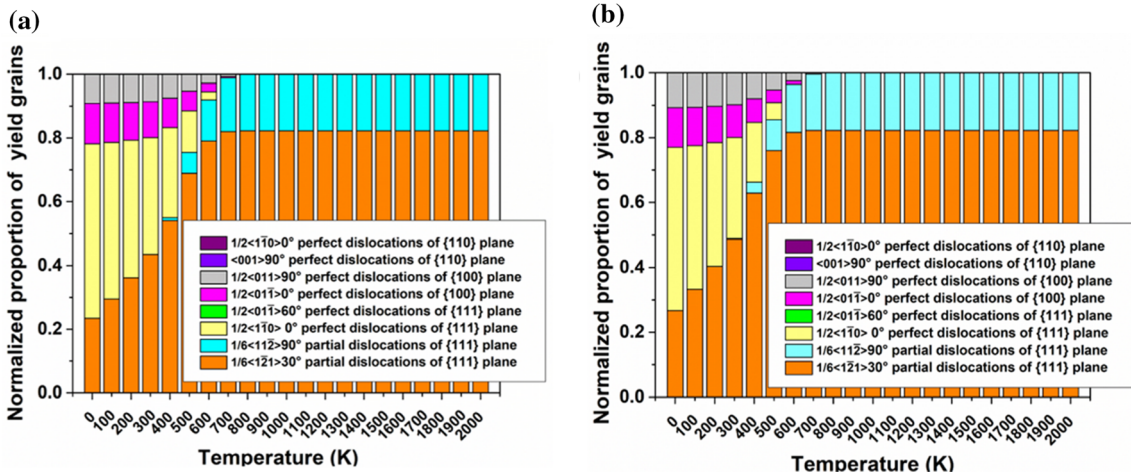 (a)
Normalized proportion of yield grains
1.0
0.8
0.6
0.4
0.2
0.0
1/2<11̄0>0° perfect dislocations of {110} plane
<001>90° perfect dislocations of {110} plane
1/2<011>90° perfect dislocations of {100} plane
1/2<011̄>0° perfect dislocations of {100} plane
1/2<011̄>60° perfect dislocations of {111} plane
1/2<11̄0> 0° perfect dislocations of {111} plane
1/6<112̄>90° partial dislocations of {111} plane
1/6<12̄1>30° partial dislocations of {111} plane
0 100 200 300 400 500 600 700 800 900 1000 1100 1200 1300 1400 1500 1600 1700 1800 1900 2000
Temperature (K)
(b)
Normalized proportion of yield grains
1.0
0.8
0.6
0.4
0.2
0.0
1/2<11̄0>0° perfect dislocations of {110} plane
<001>90° perfect dislocations of {110} plane
1/2<011>90° perfect dislocations of {100} plane
1/2<011̄>0° perfect dislocations of {100} plane
1/2<011̄>60° perfect dislocations of {111} plane
1/2<11̄0> 0° perfect dislocations of {111} plane
1/6<112̄>90° partial dislocations of {111} plane
1/6<12̄1>30° partial dislocations of {111} plane
0 100 200 300 400 500 600 700 800 900 1000 1100 1200 1300 1400 1500 1600 1700 1800 1900 2000
Temperature (K)